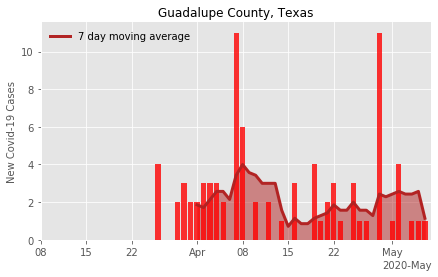 Guadalupe County, Texas
7 day moving average
New Covid-19 Cases
10
8
6
4
2
0
08 15 22 Apr 08 15 22 May
2020-May